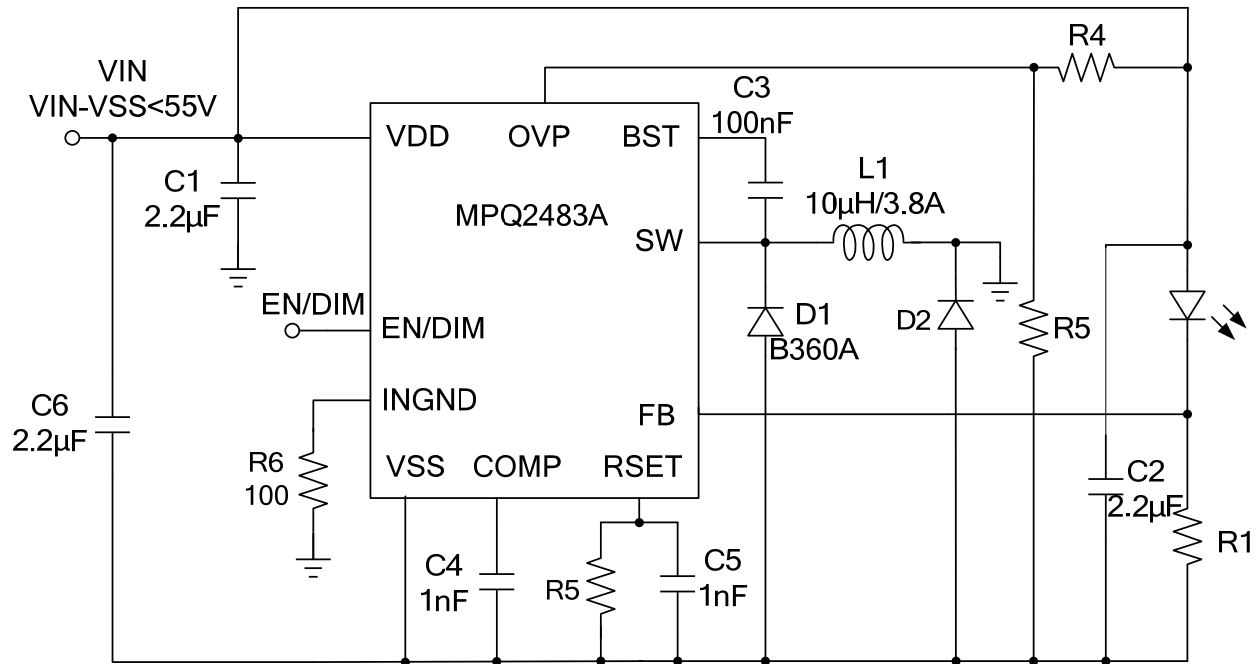 R4
VIN
VIN-VSS<55V
C3
100nF
VDD
OVP
BST
C1
2.2µF
L1
10µH/3.8A
MPQ2483A
SW
EN/DIM
EN/DIM
D1
B360A
D2
R5
C6
2.2µF
INGND
FB
R6
100
VSS
COMP
RSET
C2
2.2µF
R1
C4
1nF
R5
C5
1nF